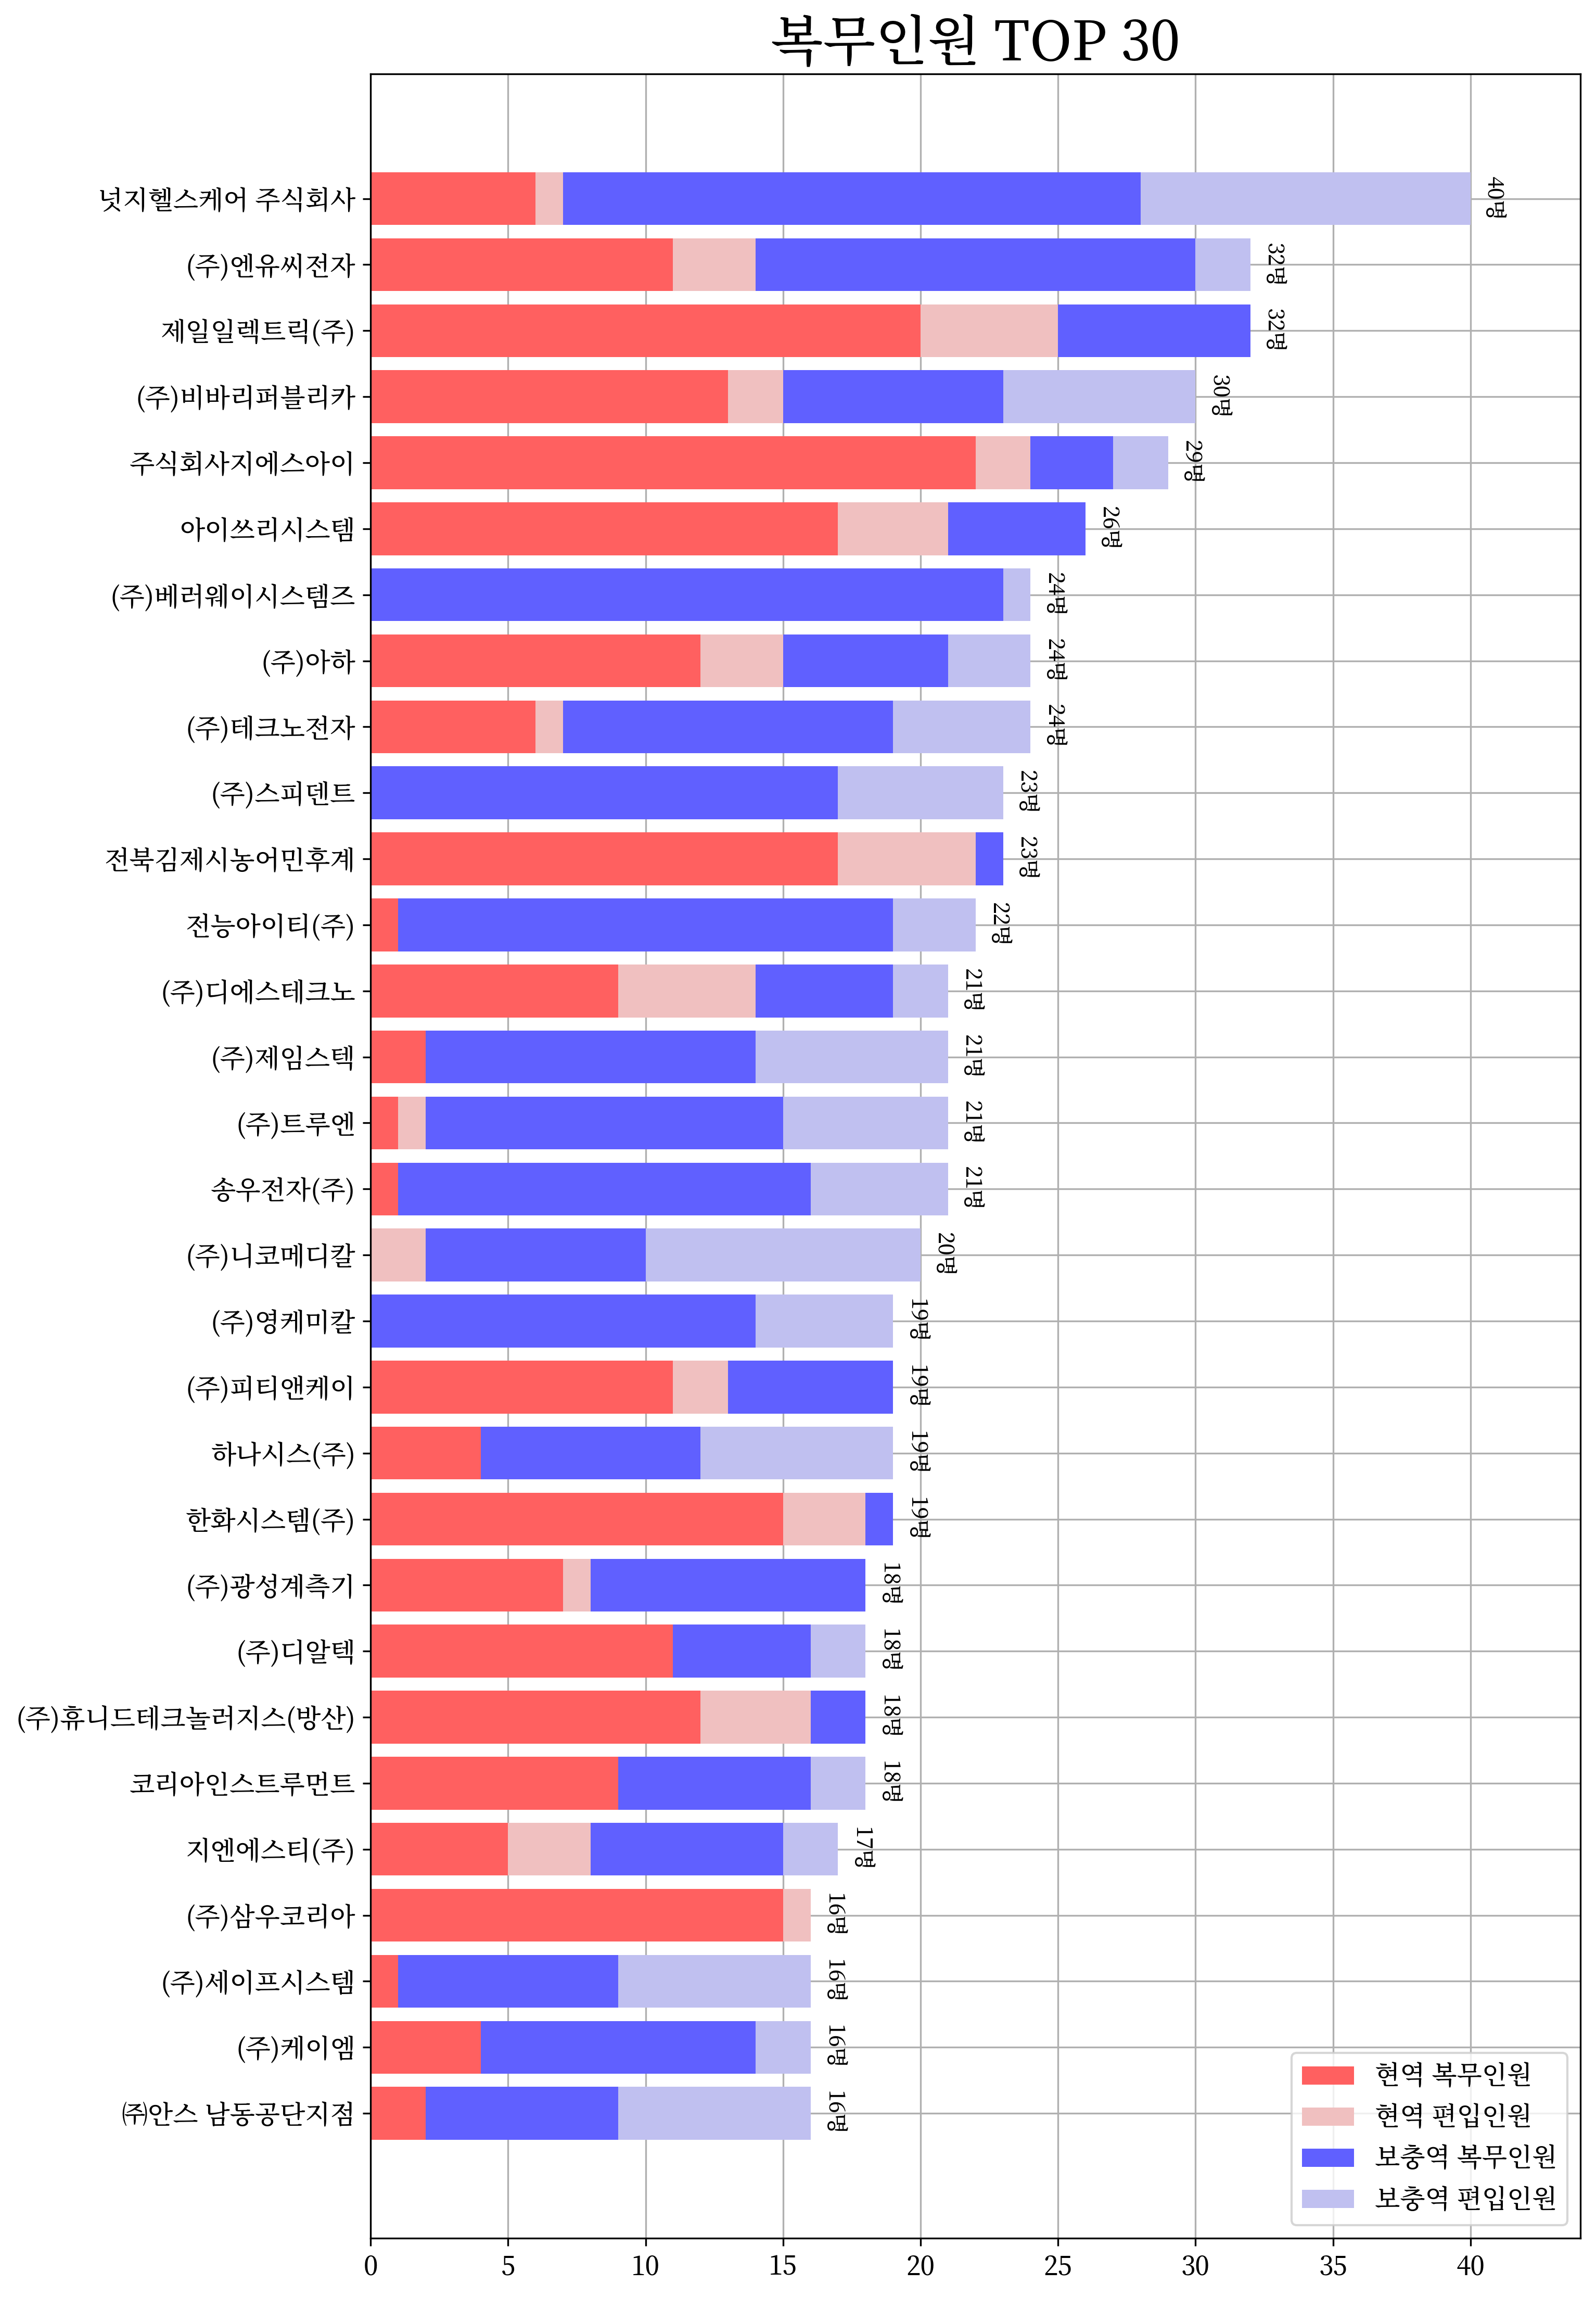 복무인원 TOP 30
넛지헬스케어 주식회사
40명
(주)엔유씨전자
32명
제일일렉트릭(주)
32명
(주)비바리퍼블리카
30명
주식회사지에스아이
29명
아이쓰리시스템
26명
(주)베러웨이시스템즈
24명
(주)아하
24명
(주)테크노전자
24명
(주)스피덴트
23명
전북김제시농어민후계
23명
전능아이티(주)
22명
(주)디에스테크노
21명
(주)제임스텍
21명
(주)트루엔
21명
송우전자(주)
21명
(주)니코메디칼
20명
(주)영케미칼
19명
(주)피티앤케이
19명
하나시스(주)
19명
한화시스템(주)
19명
(주)광성계측기
18명
(주)디알텍
18명
(주)휴니드테크놀러지스(방산)
18명
코리아인스트루먼트
18명
지엔에스티(주)
17명
(주)삼우코리아
16명
(주)세이프시스템
16명
(주)케이엠
16명
㈜안스 남동공단지점
16명
현역 복무인원
현역 편입인원
보충역 복무인원
보충역 편입인원
0 5 10 15 20 25 30 35 40